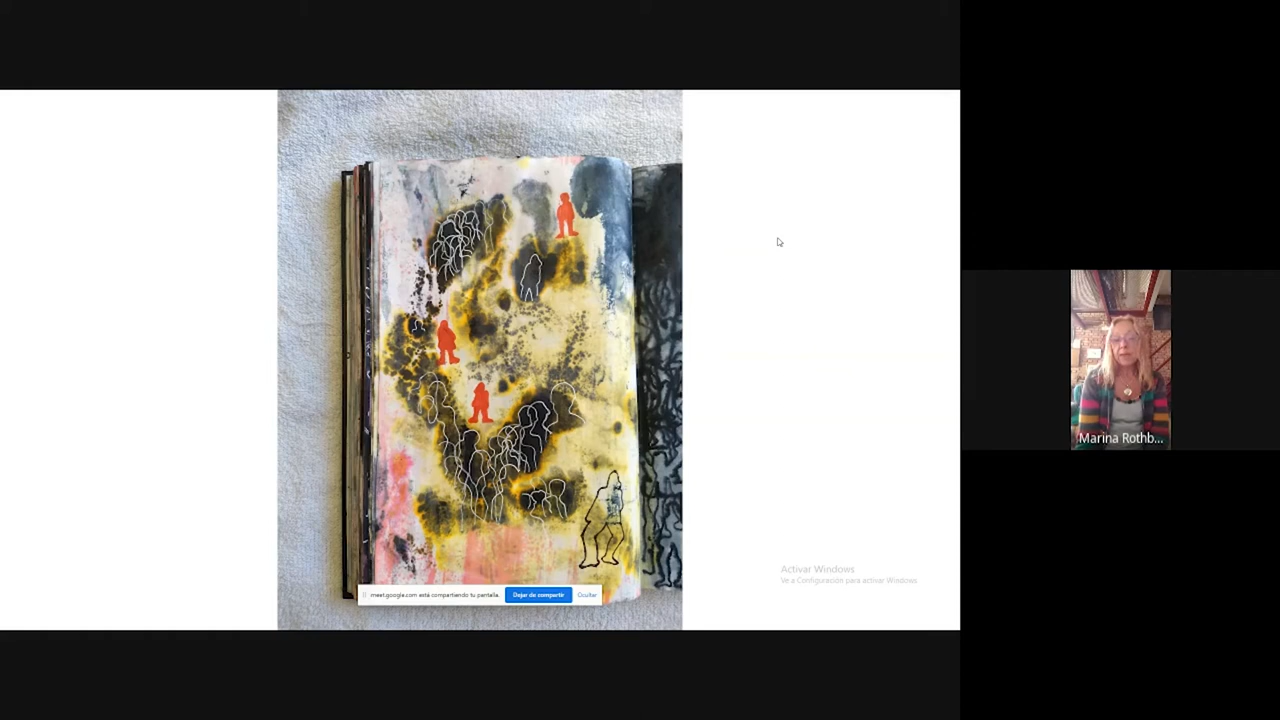 Marina Rothb...
Activar Windows
Ve a Configuración para activar Windows.
meet.google.com está compartiendo tu pantalla.
Dejar de compartir
Ocultar